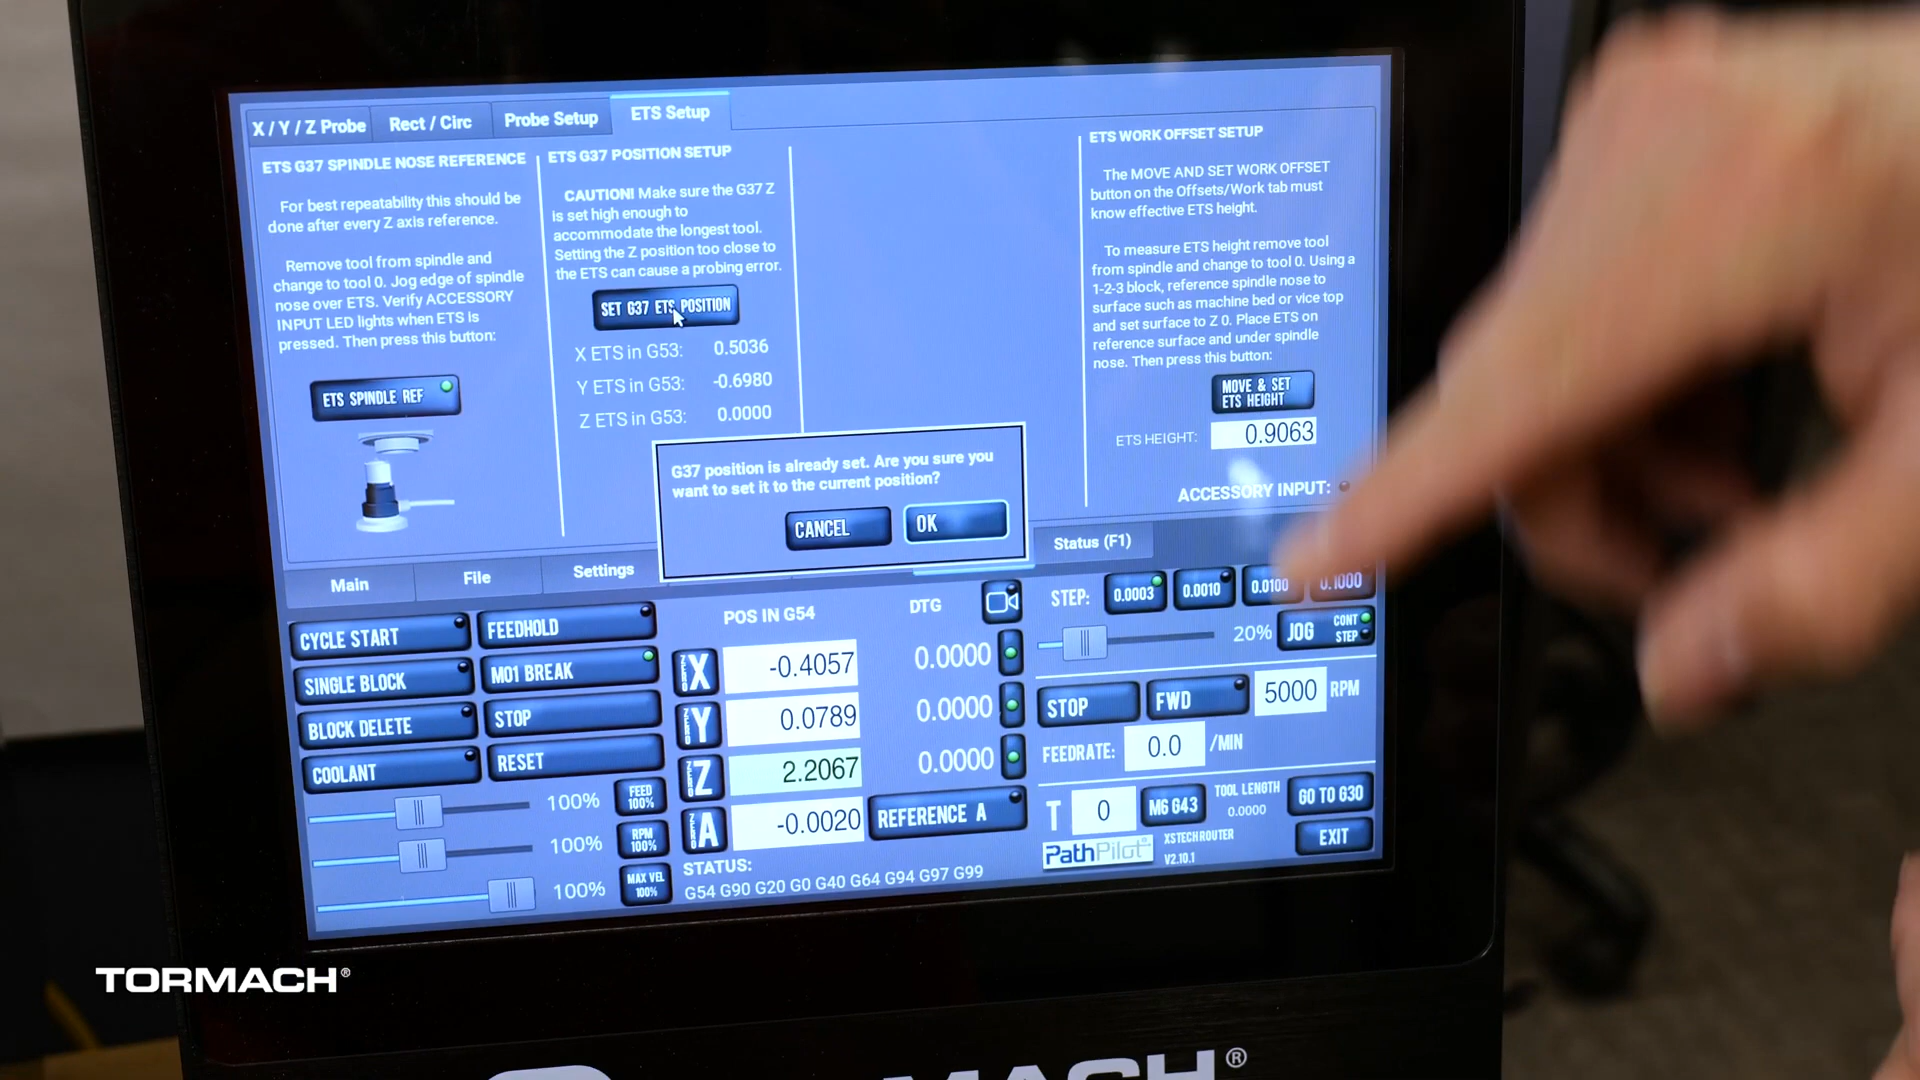 X / Y / Z Probe
Rect / Circ
Probe Setup
ETS Setup
ETS G37 SPINDLE NOSE REFERENCE
For best repeatability this should be
done after every Z axis reference.
Remove tool from spindle and
change to tool 0. Jog edge of spindle
nose over ETS. Verify ACCESSORY
INPUT LED lights when ETS is
pressed. Then press this button:
ETS SPINDLE REF
ETS G37 POSITION SETUP
CAUTION! Make sure the G37 Z
is set high enough to
accommodate the longest tool.
Setting the Z position too close to
the ETS can cause a probing error.
SET G37 ETS POSITION
X ETS in G53: 0.5036
Y ETS in G53: -0.6980
Z ETS in G53: 0.0000
ETS WORK OFFSET SETUP
The MOVE AND SET WORK OFFSET
button on the Offsets/Work tab must
know effective ETS height.
To measure ETS height remove tool
from spindle and change to tool 0. Using a
1-2-3 block, reference spindle nose to
surface such as machine bed or vice top
and set surface to Z 0. Place ETS on
reference surface and under spindle
nose. Then press this button:
MOVE & SET
ETS HEIGHT
ETS HEIGHT: 0.9063
ACCESSORY INPUT:
G37 position is already set. Are you sure you
want to set it to the current position?
CANCEL
OK
Main
File
Settings
Status (F1)
CYCLE START
FEEDHOLD
SINGLE BLOCK
M01 BREAK
BLOCK DELETE
STOP
COOLANT
RESET
100%
FEED
100%
100%
RPM
100%
100%
MAX VEL
100%
POS IN G54
DTG
ZERO X -0.4057 0.0000
ZERO Y 0.0789 0.0000
ZERO Z 2.2067 0.0000
ZERO A -0.0020
REFERENCE A
STATUS:
G54 G90 G20 G0 G40 G64 G94 G97 G99
STEP: 0.0003 0.0010 0.0100 0.1000
20%
JOG
CONT
STEP
STOP
FWD
5000 RPM
FEEDRATE: 0.0 /MIN
T 0
M6 G43
TOOL LENGTH
0.0000
GO TO G30
PathPilot®
XSTECH ROUTER
V2.10.1
EXIT
TORMACH®
MACH®